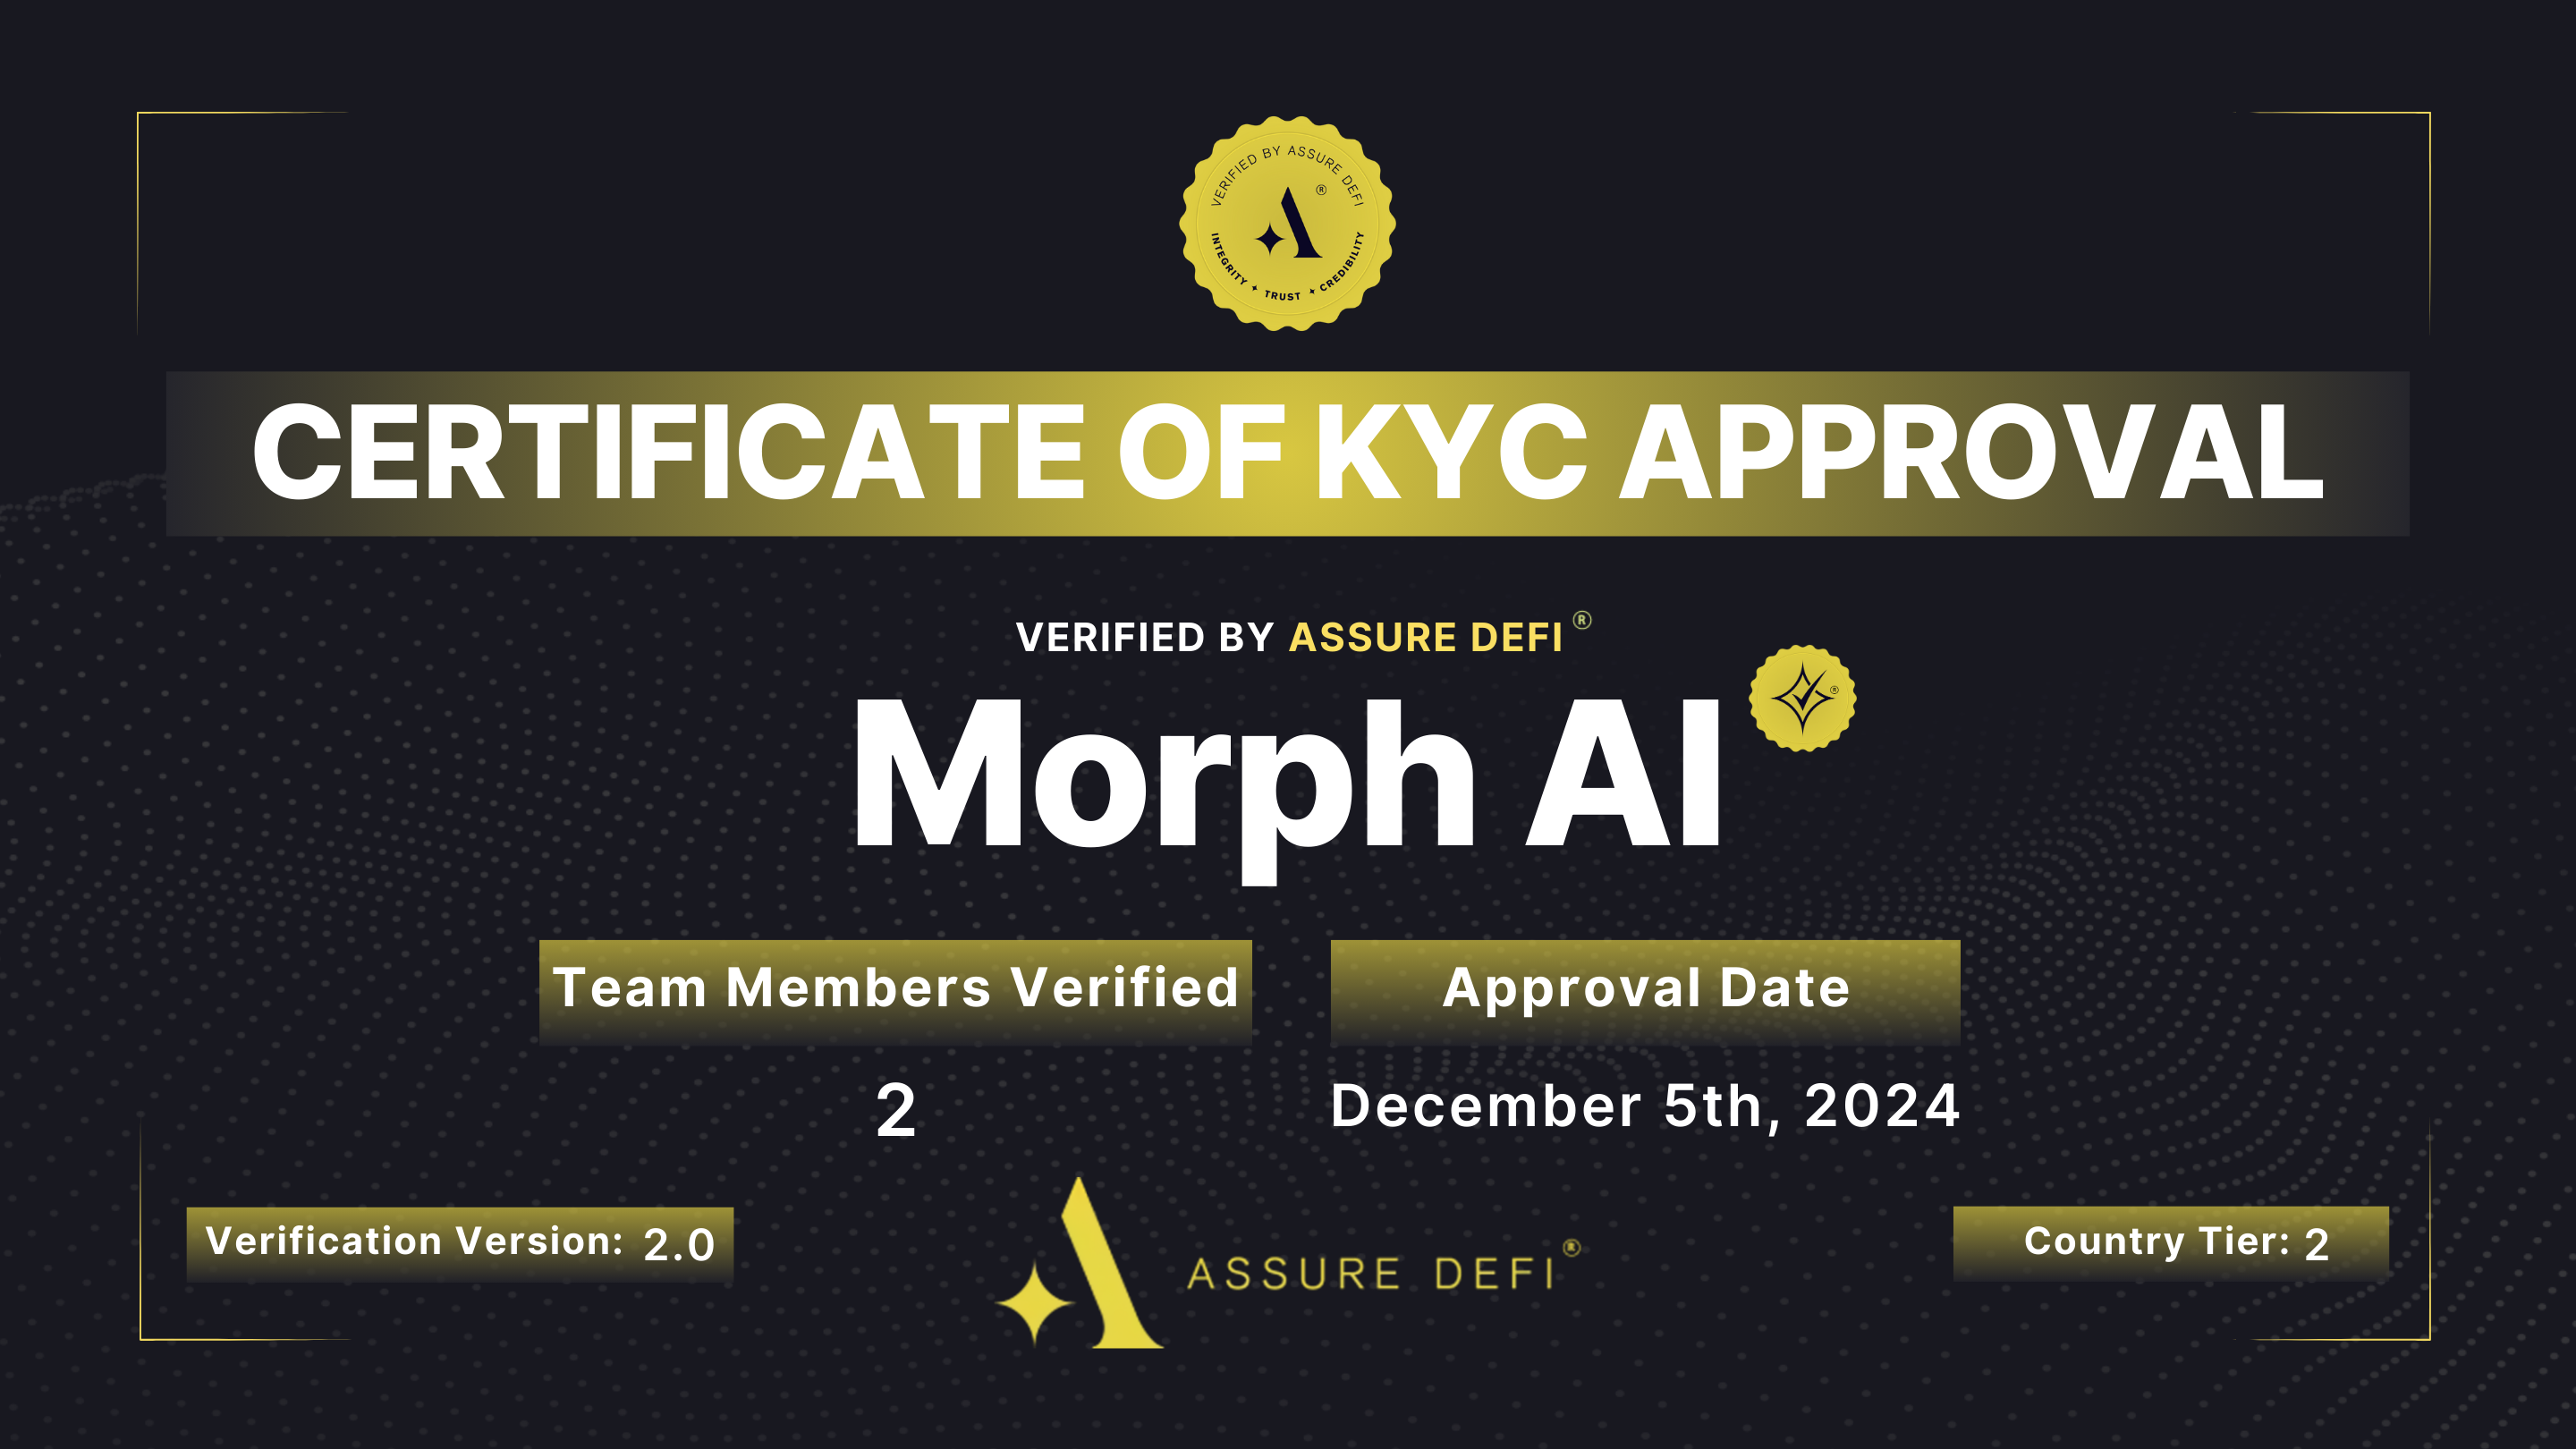 VERIFIED BY ASSURE DEFI
®
INTEGRITY ✦ TRUST ✦ CREDIBILITY
CERTIFICATE OF KYC APPROVAL
VERIFIED BY ASSURE DEFI ®
Morph AI
®
Team Members Verified
2
Approval Date
December 5th, 2024
Verification Version: 2.0
ASSURE DEFI ®
Country Tier: 2